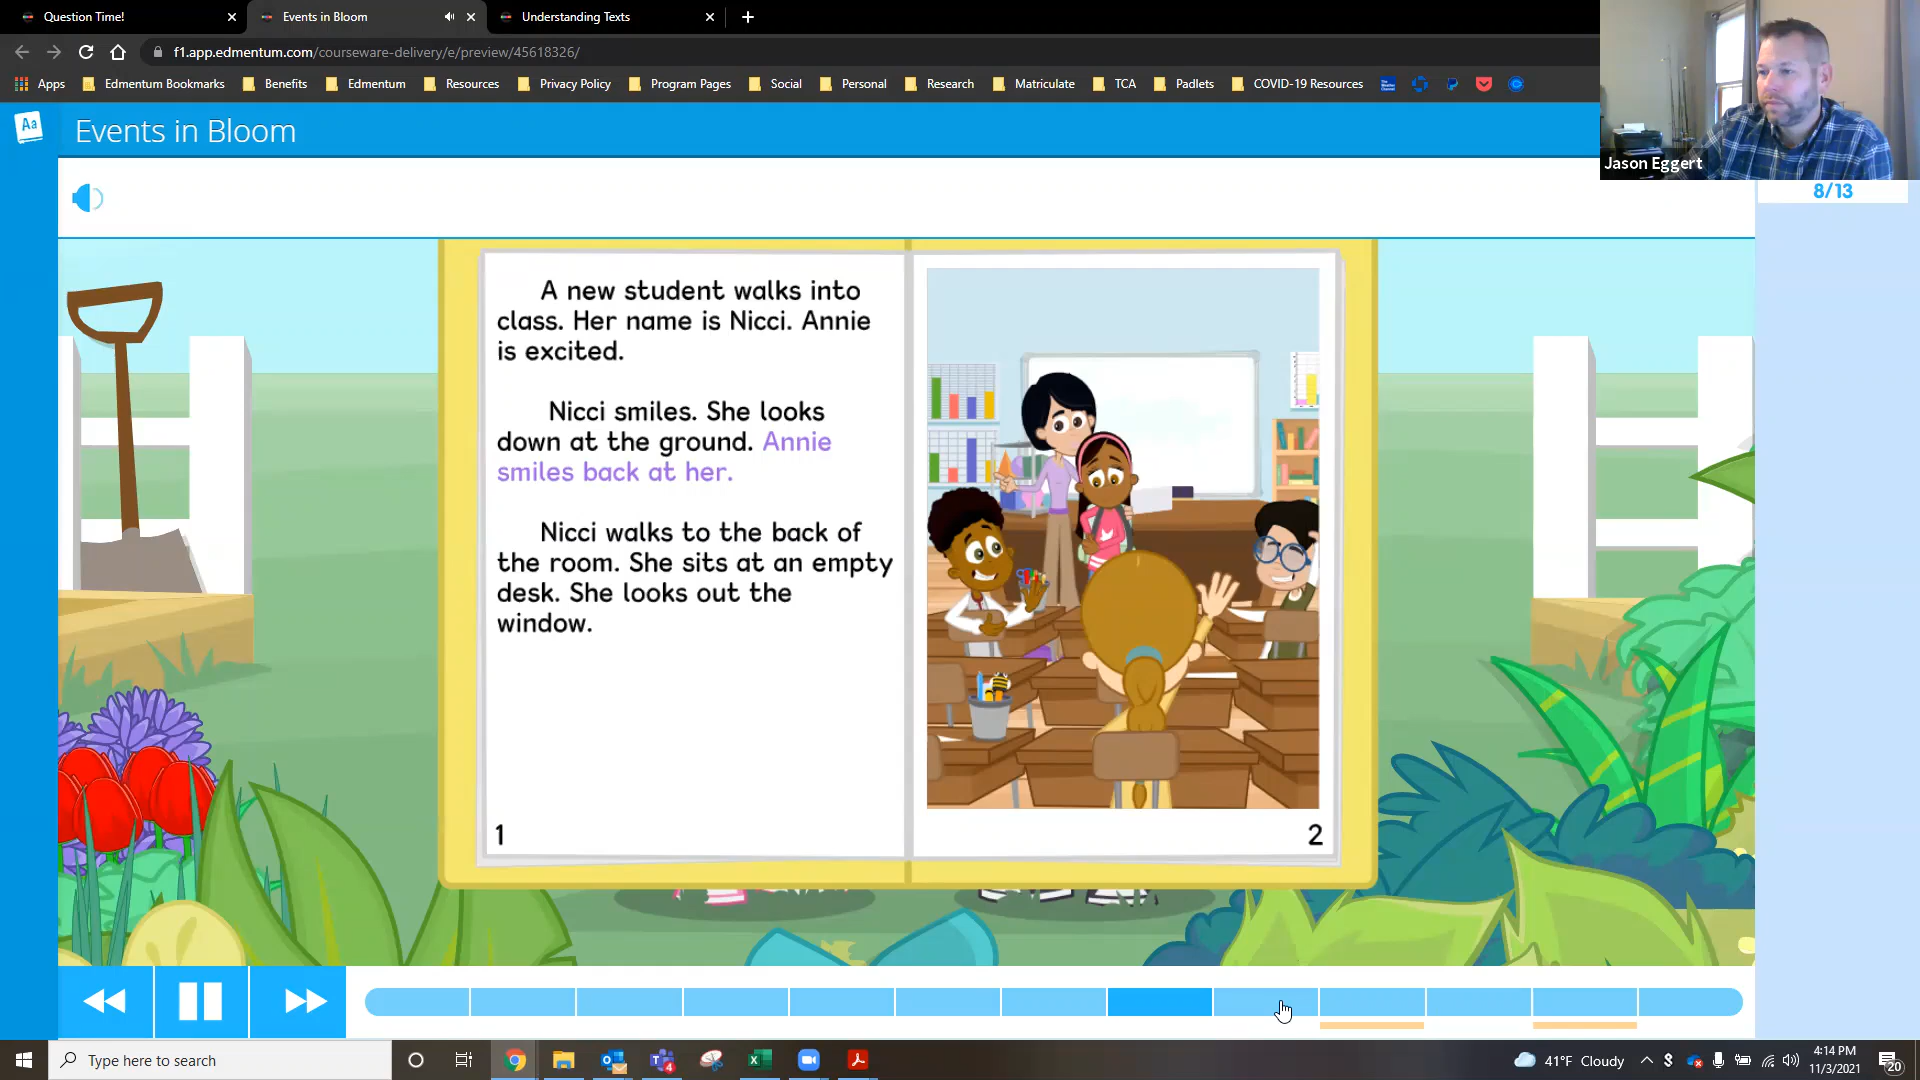 Question Time!
Events in Bloom
Understanding Texts
f1.app.edmentum.com/courseware-delivery/e/preview/45618326/
Apps
Edmentum Bookmarks
Benefits
Edmentum
Resources
Privacy Policy
Program Pages
Social
Personal
Research
Matriculate
TCA
Padlets
COVID-19 Resources
Aa
Events in Bloom
Jason Eggert
8/13
A new student walks into
class. Her name is Nicci. Annie
is excited.
Nicci smiles. She looks
down at the ground. Annie
smiles back at her.
Nicci walks to the back of
the room. She sits at an empty
desk. She looks out the
window.
1
2
Type here to search
4
41°F Cloudy
4:14 PM
11/3/2021
20